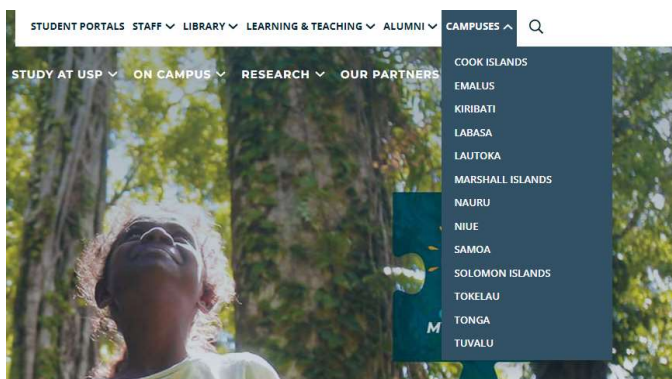 STUDENT PORTALS STAFF LIBRARY LEARNING & TEACHING ALUMNI CAMPUSES
STUDY AT USP ON CAMPUS RESEARCH OUR PARTNERS
COOK ISLANDS
EMALUS
KIRIBATI
LABASA
LAUTOKA
MARSHALL ISLANDS
NAURU
NIUE
SAMOA
SOLOMON ISLANDS
TOKELAU
TONGA
TUVALU